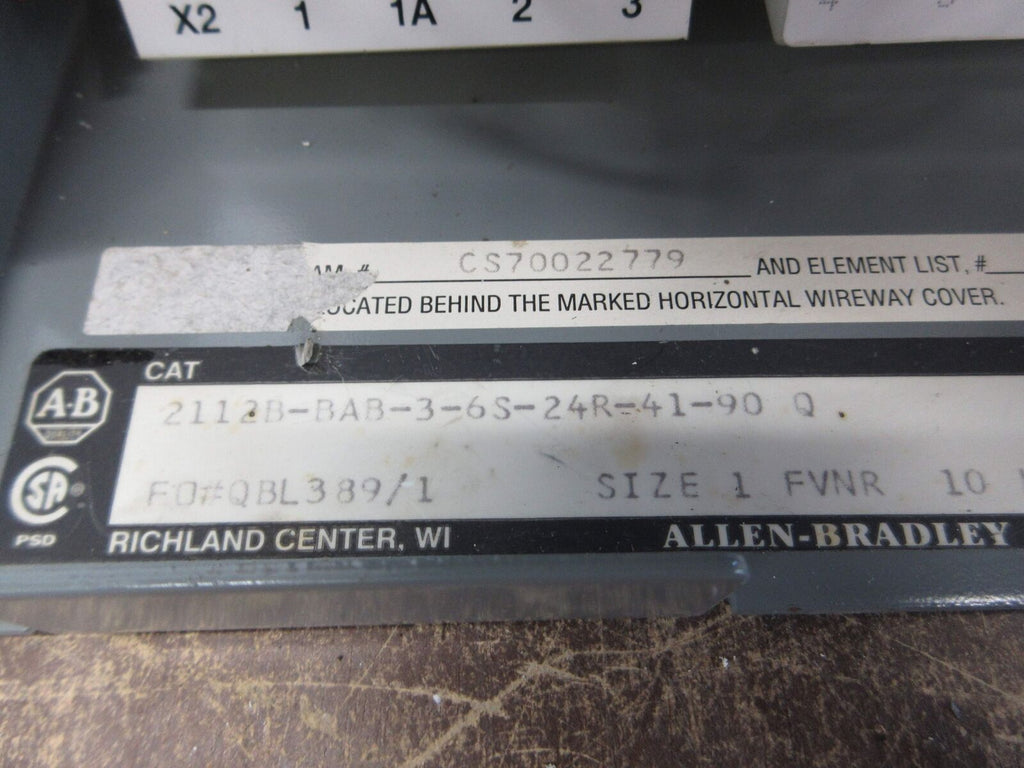 X2 1 1A 2 3
CS70022779 AND ELEMENT LIST, #
BEHIND THE MARKED HORIZONTAL WIREWAY COVER.
CAT
A-B
2112B-BAB-3-6S-24R-41-90 Q.
FO#QBL389/1 SIZE 1 FVNR 10
SA
PSD
RICHLAND CENTER, WI ALLEN-BRADLEY